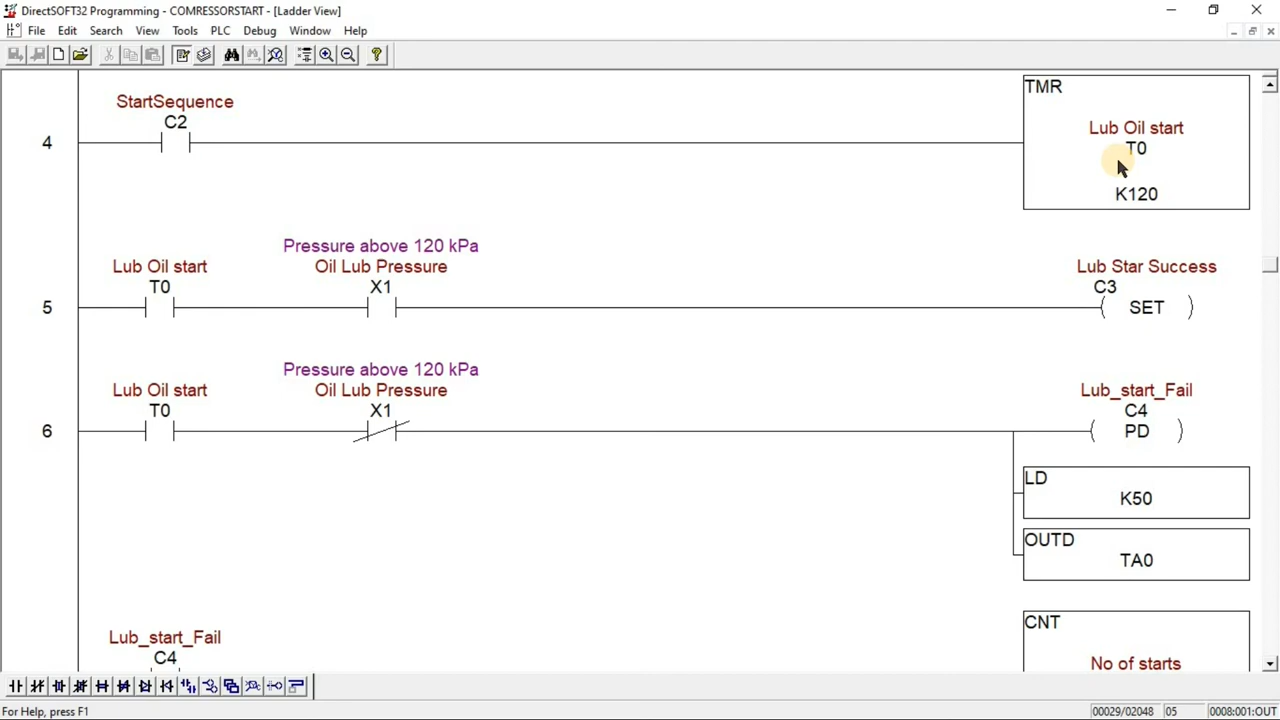 DirectSOFT32 Programming - COMRESSORSTART - [Ladder View]
File Edit Search View Tools PLC Debug Window Help
StartSequence
C2
4
TMR
Lub Oil start
T0
K120
Pressure above 120 kPa
Lub Oil start Oil Lub Pressure Lub Star Success
T0 X1 C3
5 SET
Pressure above 120 kPa
Lub Oil start Oil Lub Pressure Lub_start_Fail
T0 X1 C4
6 PD
LD
K50
OUTD
TA0
Lub_start_Fail
C4
CNT
No of starts
For Help, press F1 00029/02048 05 0008:001:OUT